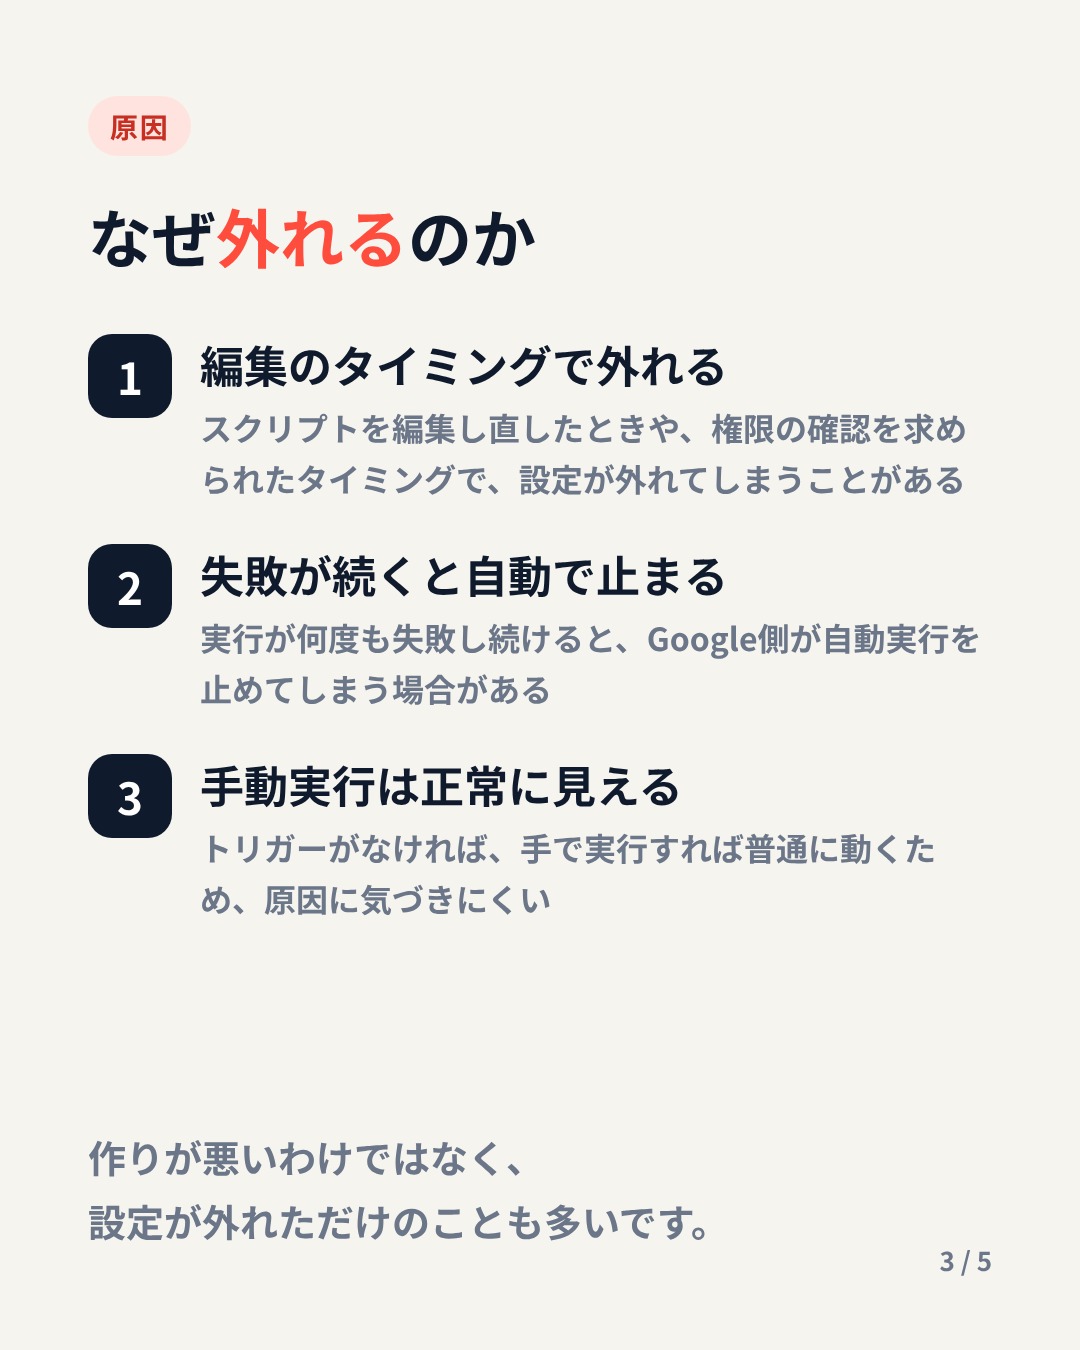 原因
なぜ外れるのか
1
編集のタイミングで外れる
スクリプトを編集し直したときや、権限の確認を求め
られたタイミングで、設定が外れてしまうことがある
2
失敗が続くと自動で止まる
実行が何度も失敗し続けると、Google側が自動実行を
止めてしまう場合がある
3
手動実行は正常に見える
トリガーがなければ、手で実行すれば普通に動くた
め、原因に気づきにくい
作りが悪いわけではなく、
設定が外れただけのことも多いです。
3 / 5